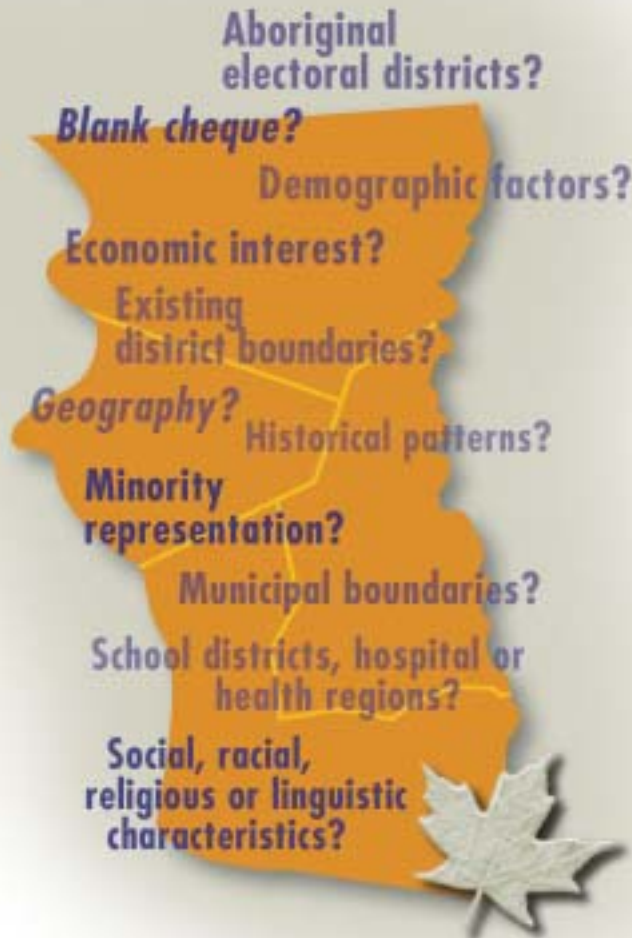 Aboriginal
electoral districts?
Blank cheque?
Demographic factors?
Economic interest?
Existing
district boundaries?
Geography?
Historical patterns?
Minority
representation?
Municipal boundaries?
School districts, hospital or
health regions?
Social, racial,
religious or linguistic
characteristics?